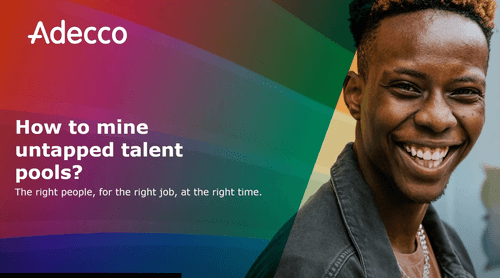 Adecco
How to mine
untapped talent
pools?
The right people, for the right job, at the right time.